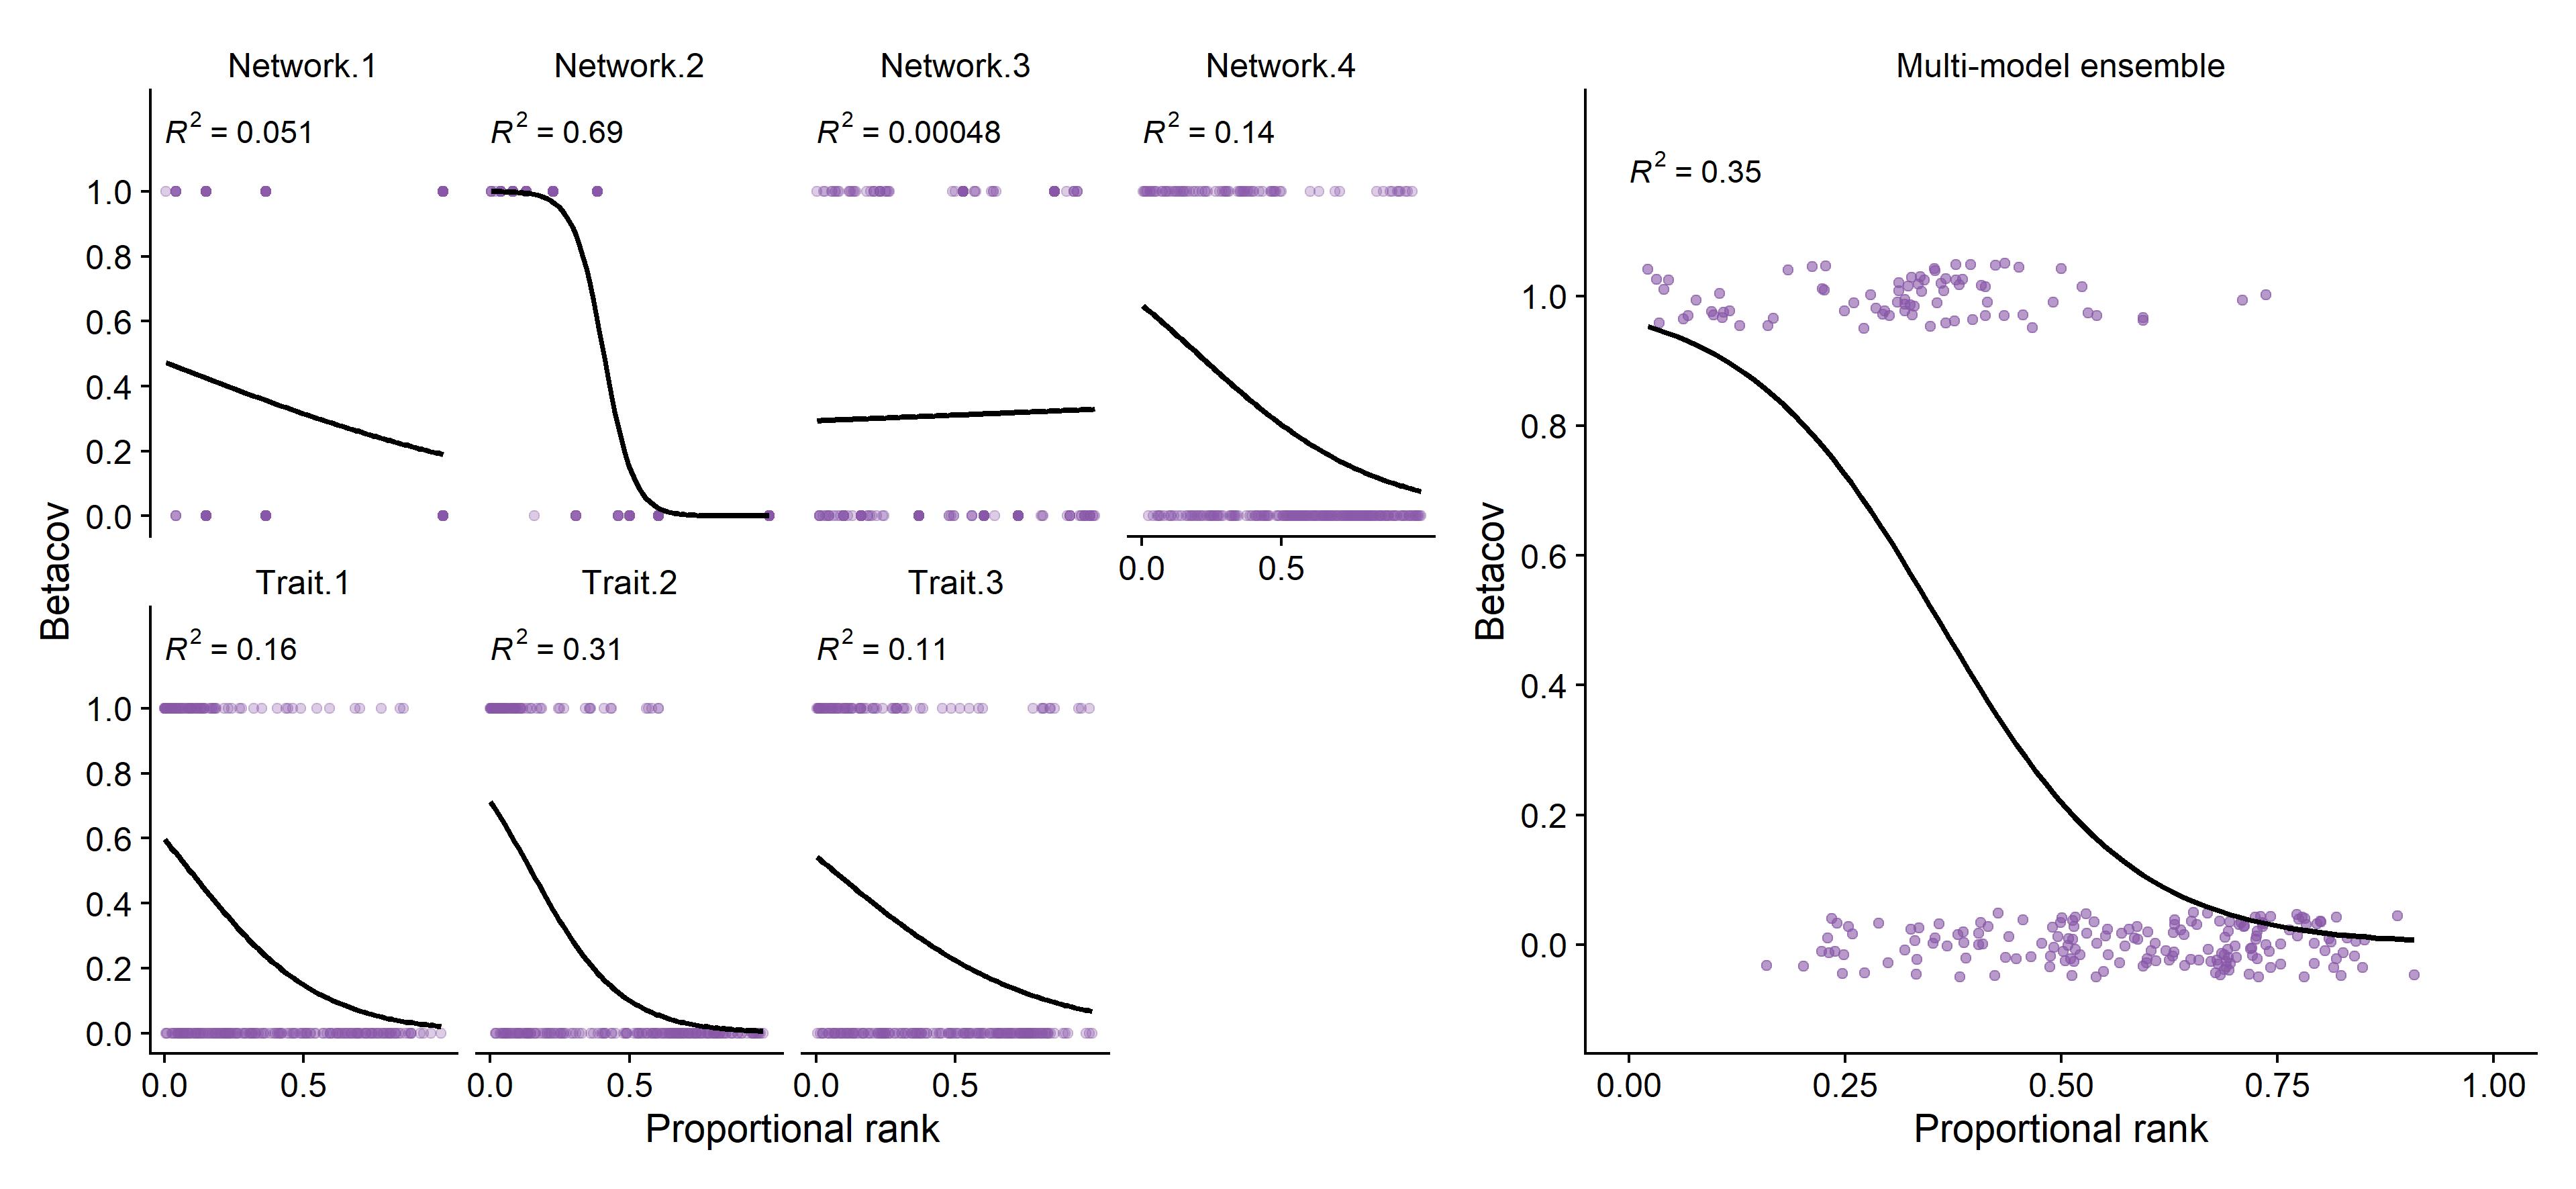 Network.1 Network.2 Network.3 Network.4 Multi-model ensemble
R2 = 0.051 R2 = 0.69 R2 = 0.00048 R2 = 0.14
R2 = 0.35
1.0
0.8
0.6
0.4
0.2
0.0
0.0 0.5
Betacov
Trait.1 Trait.2 Trait.3
R2 = 0.16 R2 = 0.31 R2 = 0.11
1.0
0.8
0.6
0.4
0.2
0.0
0.0 0.5 0.0 0.5 0.0 0.5
Proportional rank
Betacov
1.0
0.8
0.6
0.4
0.2
0.0
0.00 0.25 0.50 0.75 1.00
Proportional rank